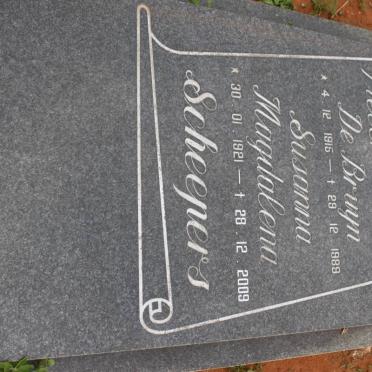 De Bruyn
* 4 . 12 . 1915 — † 29 . 12 . 1989
Susanna
Magdalena
* 30 . 01 . 1921 — † 28 . 12 . 2009
Scheepers